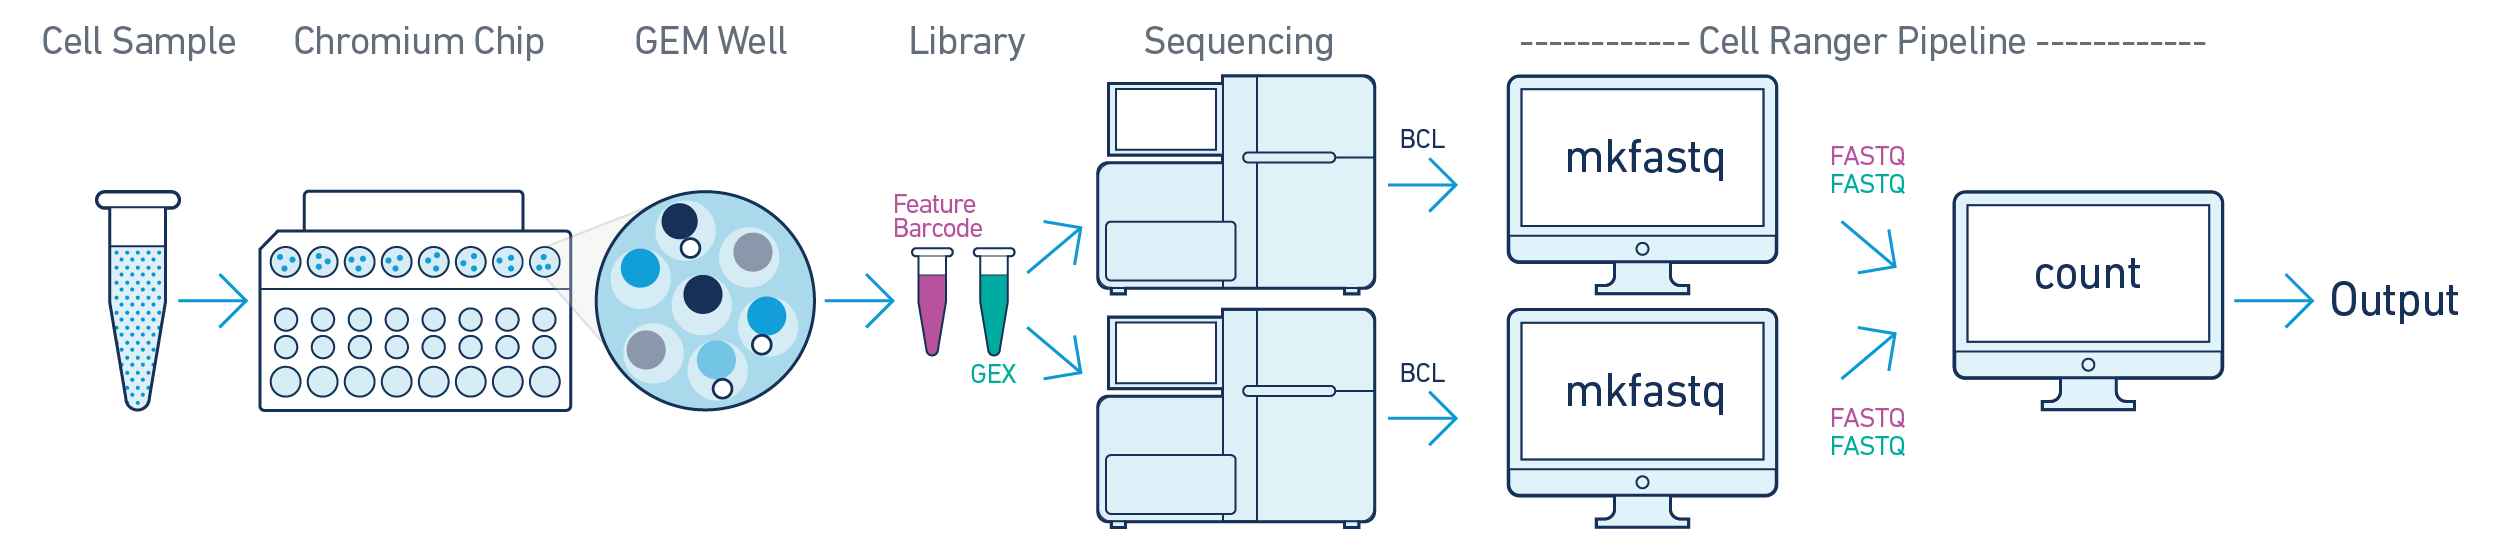 Cell Sample
Chromium Chip
GEM Well
Library
Sequencing
------------ Cell Ranger Pipeline ------------
Feature
Barcode
GEX
BCL
mkfastq
FASTQ
FASTQ
BCL
mkfastq
FASTQ
FASTQ
count
Output